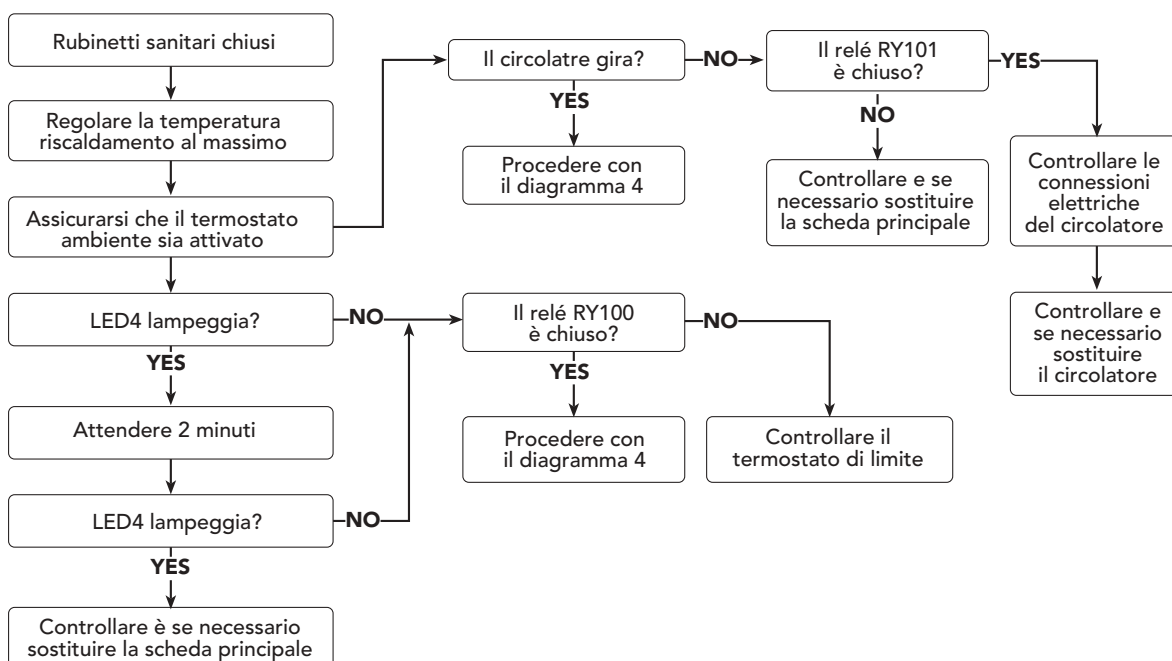 Rubinetti sanitari chiusi
Regolare la temperatura
riscaldamento al massimo
Assicurarsi che il termostato
ambiente sia attivato
LED4 lampeggia?
NO
YES
Attendere 2 minuti
LED4 lampeggia?
NO
YES
Controllare è se necessario
sostituire la scheda principale
Il circolatre gira?
NO
YES
Procedere con
il diagramma 4
Il relé RY101
è chiuso?
YES
NO
Controllare e se
necessario sostituire
la scheda principale
Controllare le
connessioni
elettriche
del circolatore
Controllare e
se necessario
sostituire
il circolatore
Il relé RY100
è chiuso?
NO
YES
Procedere con
il diagramma 4
Controllare il
termostato di limite